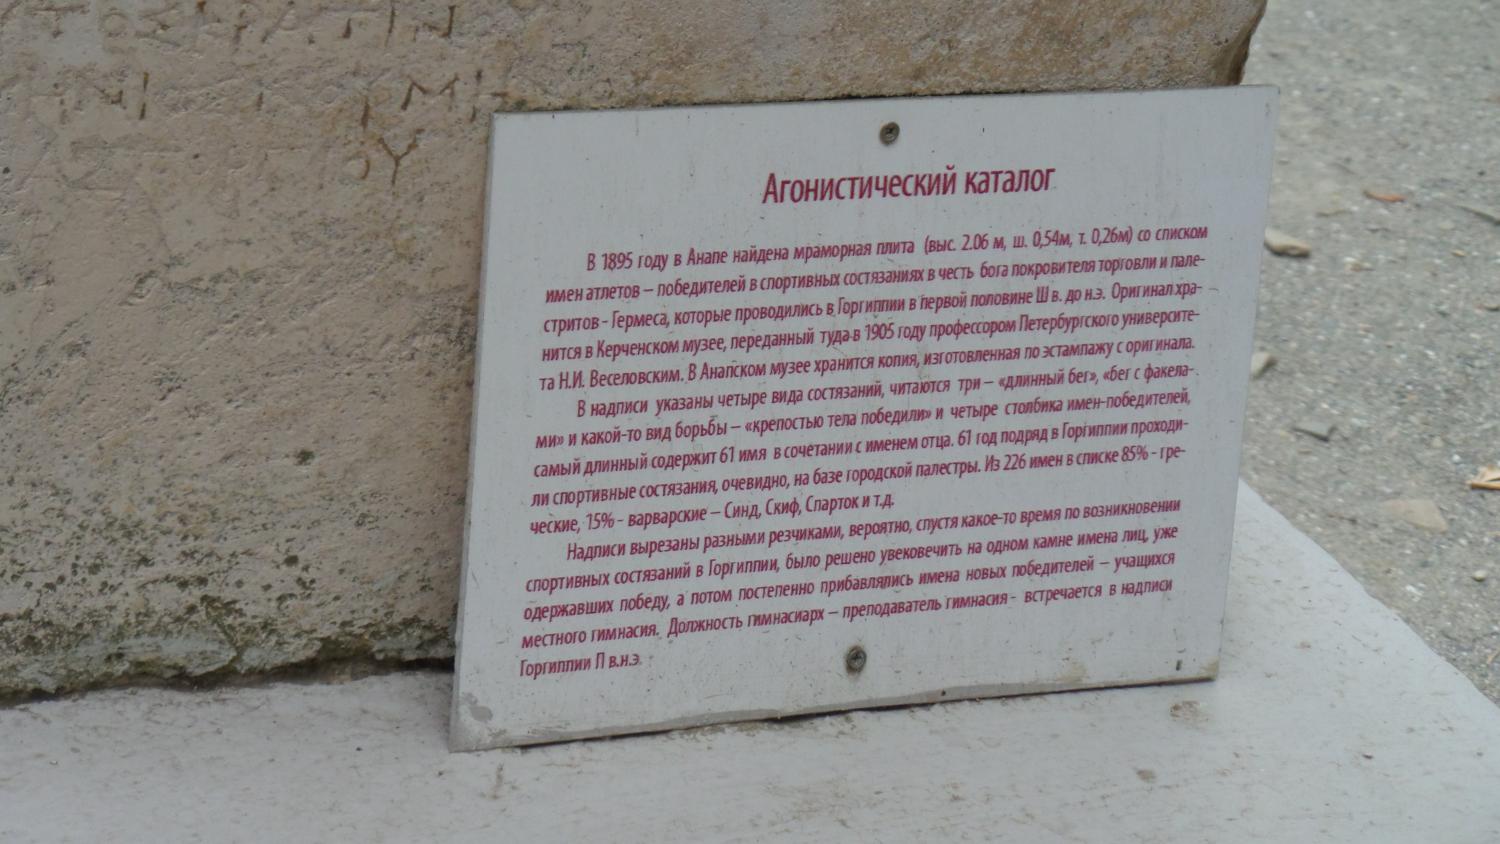 Агонистический каталог
В 1895 году в Анапе найдена мраморная плита (выс. 2.06 м, ш. 0,54м, т. 0,26м) со списком
имен атлетов – победителей в спортивных состязаниях в честь бога покровителя торговли и пале-
стритов - Гермеса, которые проводились в Горгиппии в первой половине Ш в. до н.э. Оригинал хра-
нится в Керченском музее, переданный туда в 1905 году профессором Петербургского университе-
та Н.И. Веселовским. В Анапском музее хранится копия, изготовленная по эстампажу с оригинала.
В надписи указаны четыре вида состязаний, читаются три – «длинный бег», «бег с факела-
ми» и какой-то вид борьбы – «крепостью тела победили» и четыре столбика имен-победителей,
самый длинный содержит 61 имя в сочетании с именем отца. 61 год подряд в Горгиппии проходи-
ли спортивные состязания, очевидно, на базе городской палестры. Из 226 имен в списке 85% - гре-
ческие, 15% - варварские – Синд, Скиф, Спарток и т.д.
Надписи вырезаны разными резчиками, вероятно, спустя какое-то время по возникновении
спортивных состязаний в Горгиппии, было решено увековечить на одном камне имена лиц, уже
одержавших победу, а потом постепенно прибавлялись имена новых победителей – учащихся
местного гимнасия. Должность гимнасиарх – преподаватель гимнасия - встречается в надписи
Горгиппии П в.н.э.